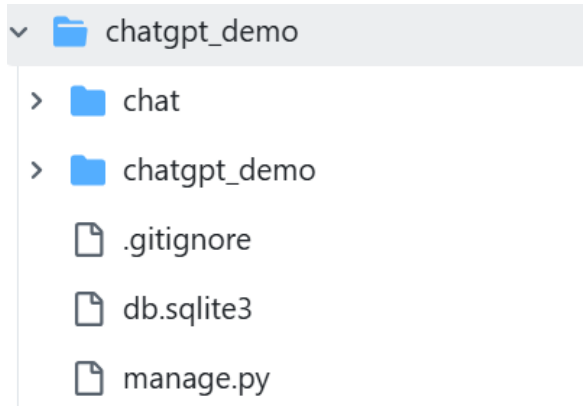 chatgpt_demo
chat
chatgpt_demo
.gitignore
db.sqlite3
manage.py